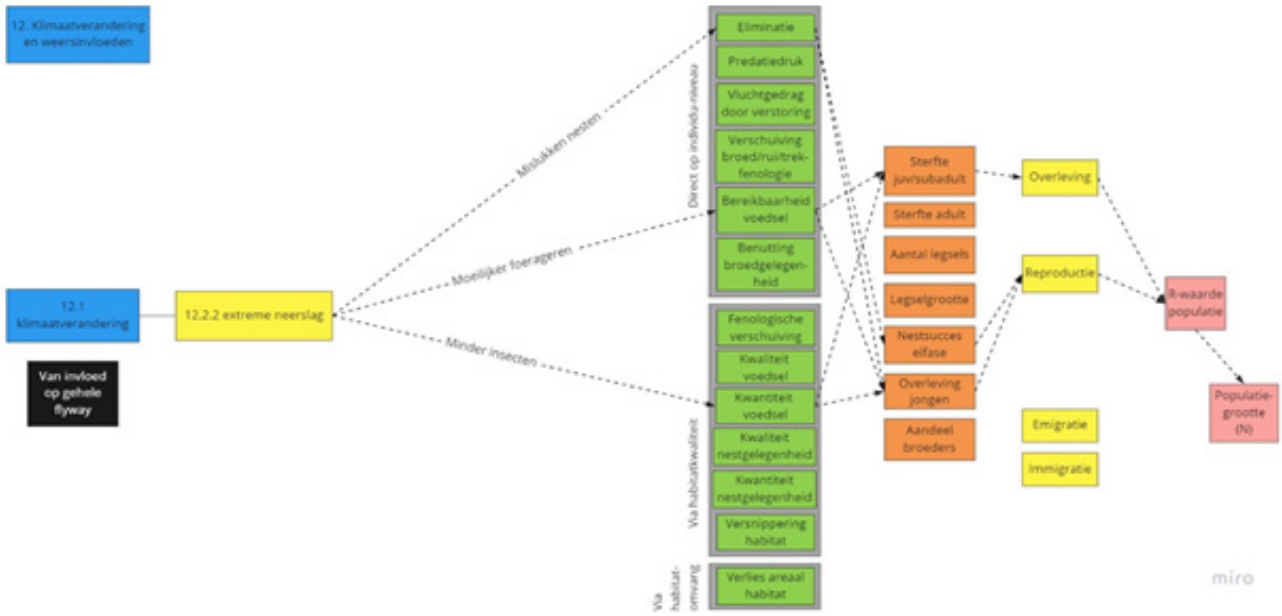 12. Klimaatverandering
en weersinvloeden
12.1
klimaatverandering
Van invloed
op gehele
flyway
12.2.2 extreme neerslag
Mislukken nesten
Moeilijker foerageren
Minder insecten
Direct op individu-niveau
Eliminatie
Predatiedruk
Vluchtgedrag
door verstoring
Verschuiving
broed/rui/trek-
fenologie
Bereikbaarheid
voedsel
Benutting
broedgelegen-
heid
Via habitatkwaliteit
Fenologische
verschuiving
Kwaliteit
voedsel
Kwantiteit
voedsel
Kwaliteit
nestgelegenheid
Kwantiteit
nestgelegenheid
Versnippering
habitat
Via
habitat-
omvang
Verlies areaal
habitat
Sterfte
juv/subadult
Sterfte adult
Aantal legsels
Legselgrootte
Nestsucces
eifase
Overleving
jongen
Aandeel
broeders
Overleving
Reproductie
Emigratie
Immigratie
R-waarde
populatie
Populatie-
grootte
(N)
miro